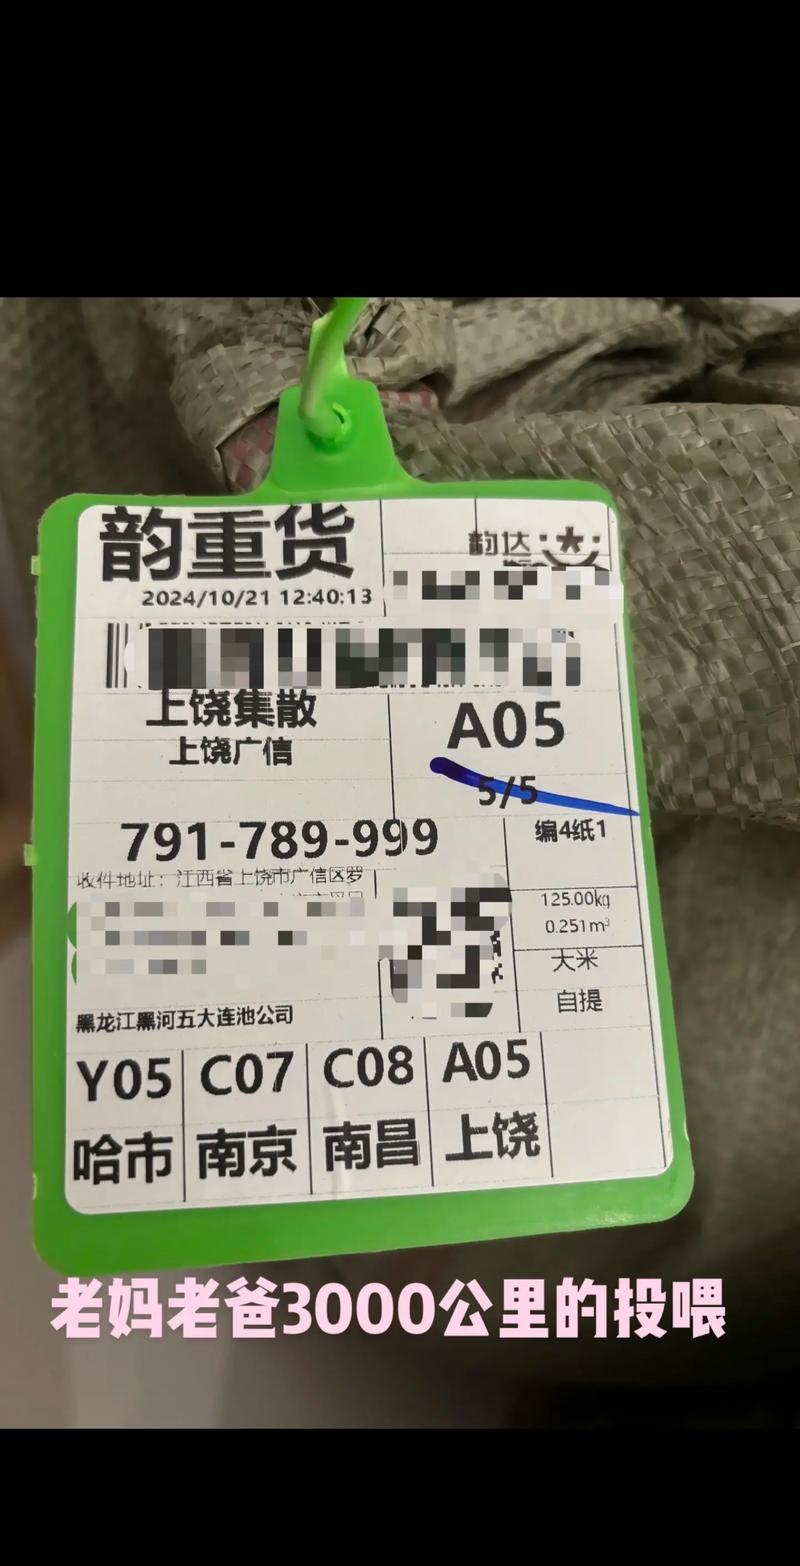 韵重货
韵达
2024/10/21 12:40:13
上饶集散
上饶广信
A05
5/5
791-789-999
编4纸1
收件地址：江西省上饶市广信区罗
125.00kg
0.251m³
大米
自提
黑龙江黑河五大连池公司
Y05 C07 C08 A05
哈市 南京 南昌 上饶
老妈老爸3000公里的投喂